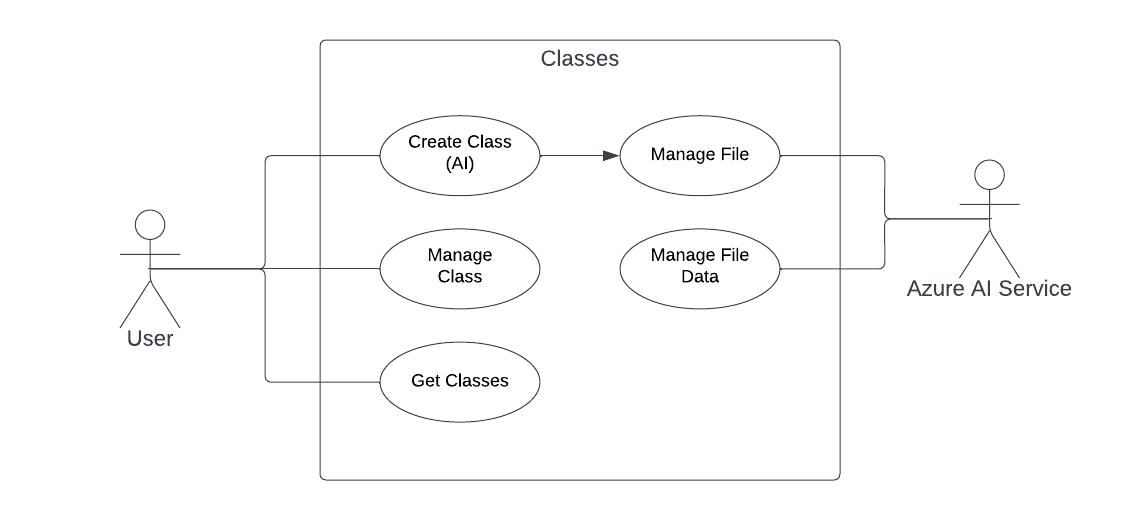 Classes
Create Class
(AI)
Manage File
Manage
Class
Manage File
Data
Get Classes
User
Azure AI Service